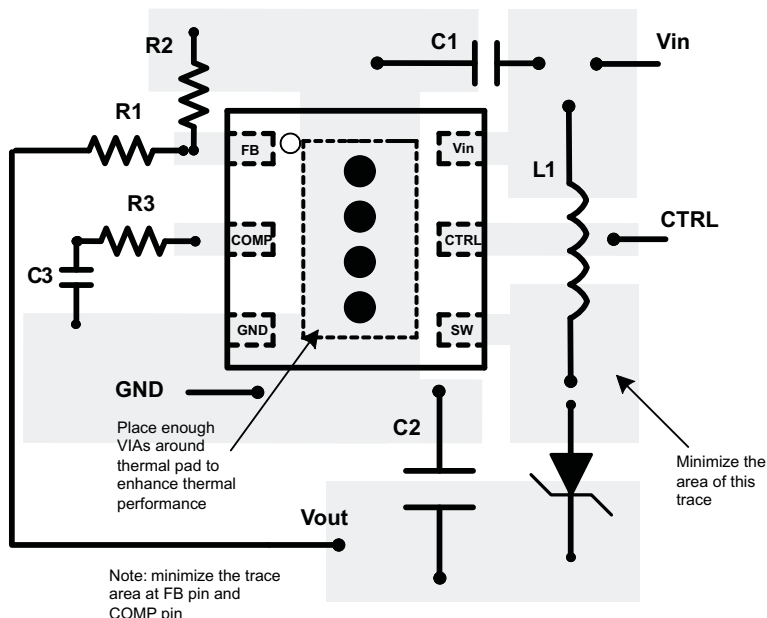 R2
C1
Vin
R1
FB
Vin
L1
R3
COMP
CTRL
CTRL
C3
GND
SW
GND
Place enough
VIAs around
thermal pad to
enhance thermal
performance
C2
Minimize the
area of this
trace
Vout
Note: minimize the trace
area at FB pin and
COMP pin